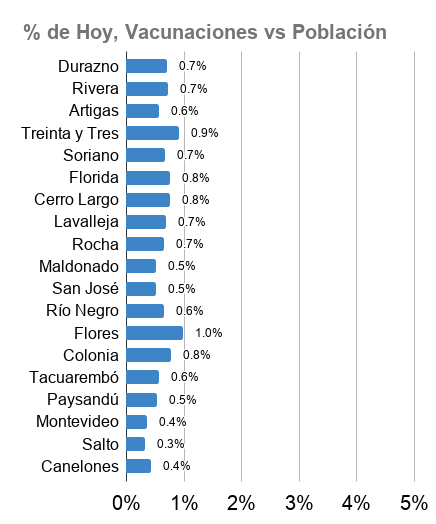 % de Hoy, Vacunaciones vs Población
Durazno 0.7%
Rivera 0.7%
Artigas 0.6%
Treinta y Tres 0.9%
Soriano 0.7%
Florida 0.8%
Cerro Largo 0.8%
Lavalleja 0.7%
Rocha 0.7%
Maldonado 0.5%
San José 0.5%
Río Negro 0.6%
Flores 1.0%
Colonia 0.8%
Tacuarembó 0.6%
Paysandú 0.5%
Montevideo 0.4%
Salto 0.3%
Canelones 0.4%
0% 1% 2% 3% 4% 5%